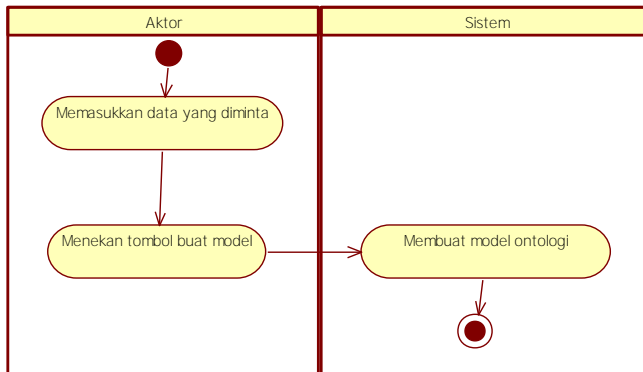 Aktor
Sistem
Memasukkan data yang diminta
Menekan tombol buat model
Membuat model ontologi